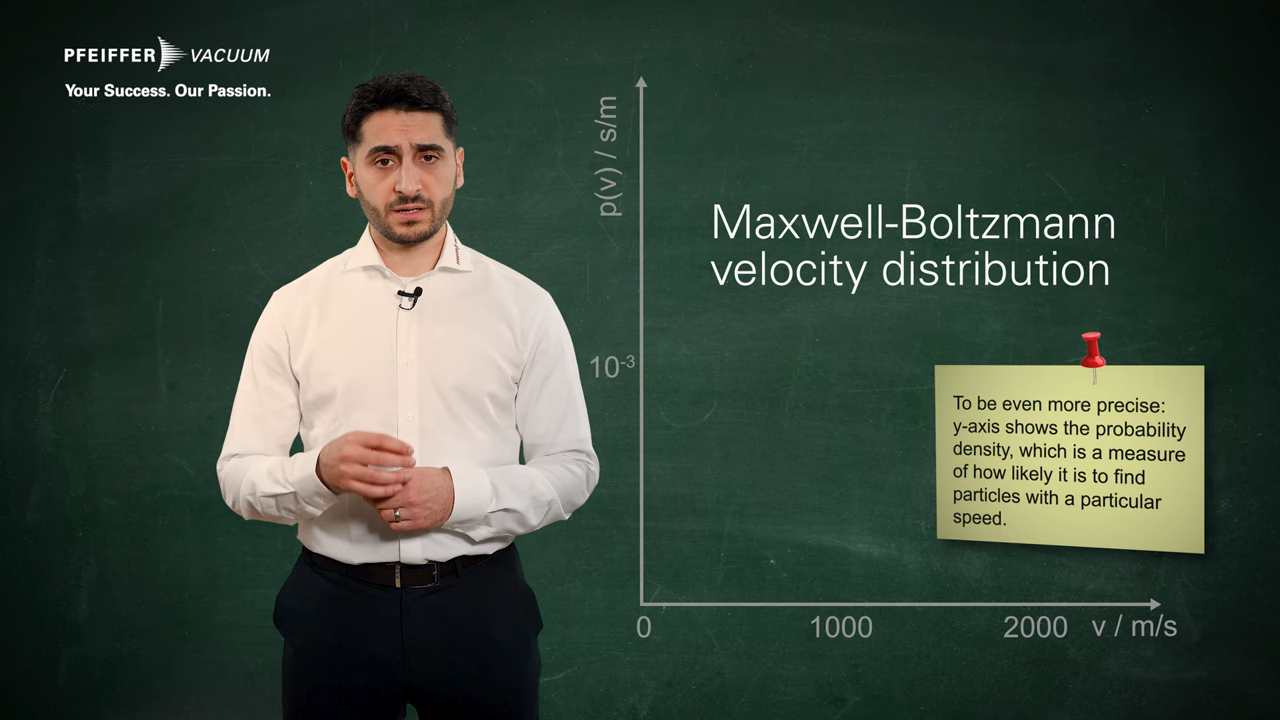 PFEIFFER VACUUM
Your Success. Our Passion.
p(v) / s/m
Maxwell-Boltzmann
velocity distribution
10⁻³
To be even more precise:
y-axis shows the probability
density, which is a measure
of how likely it is to find
particles with a particular
speed.
0 1000 2000 v / m/s